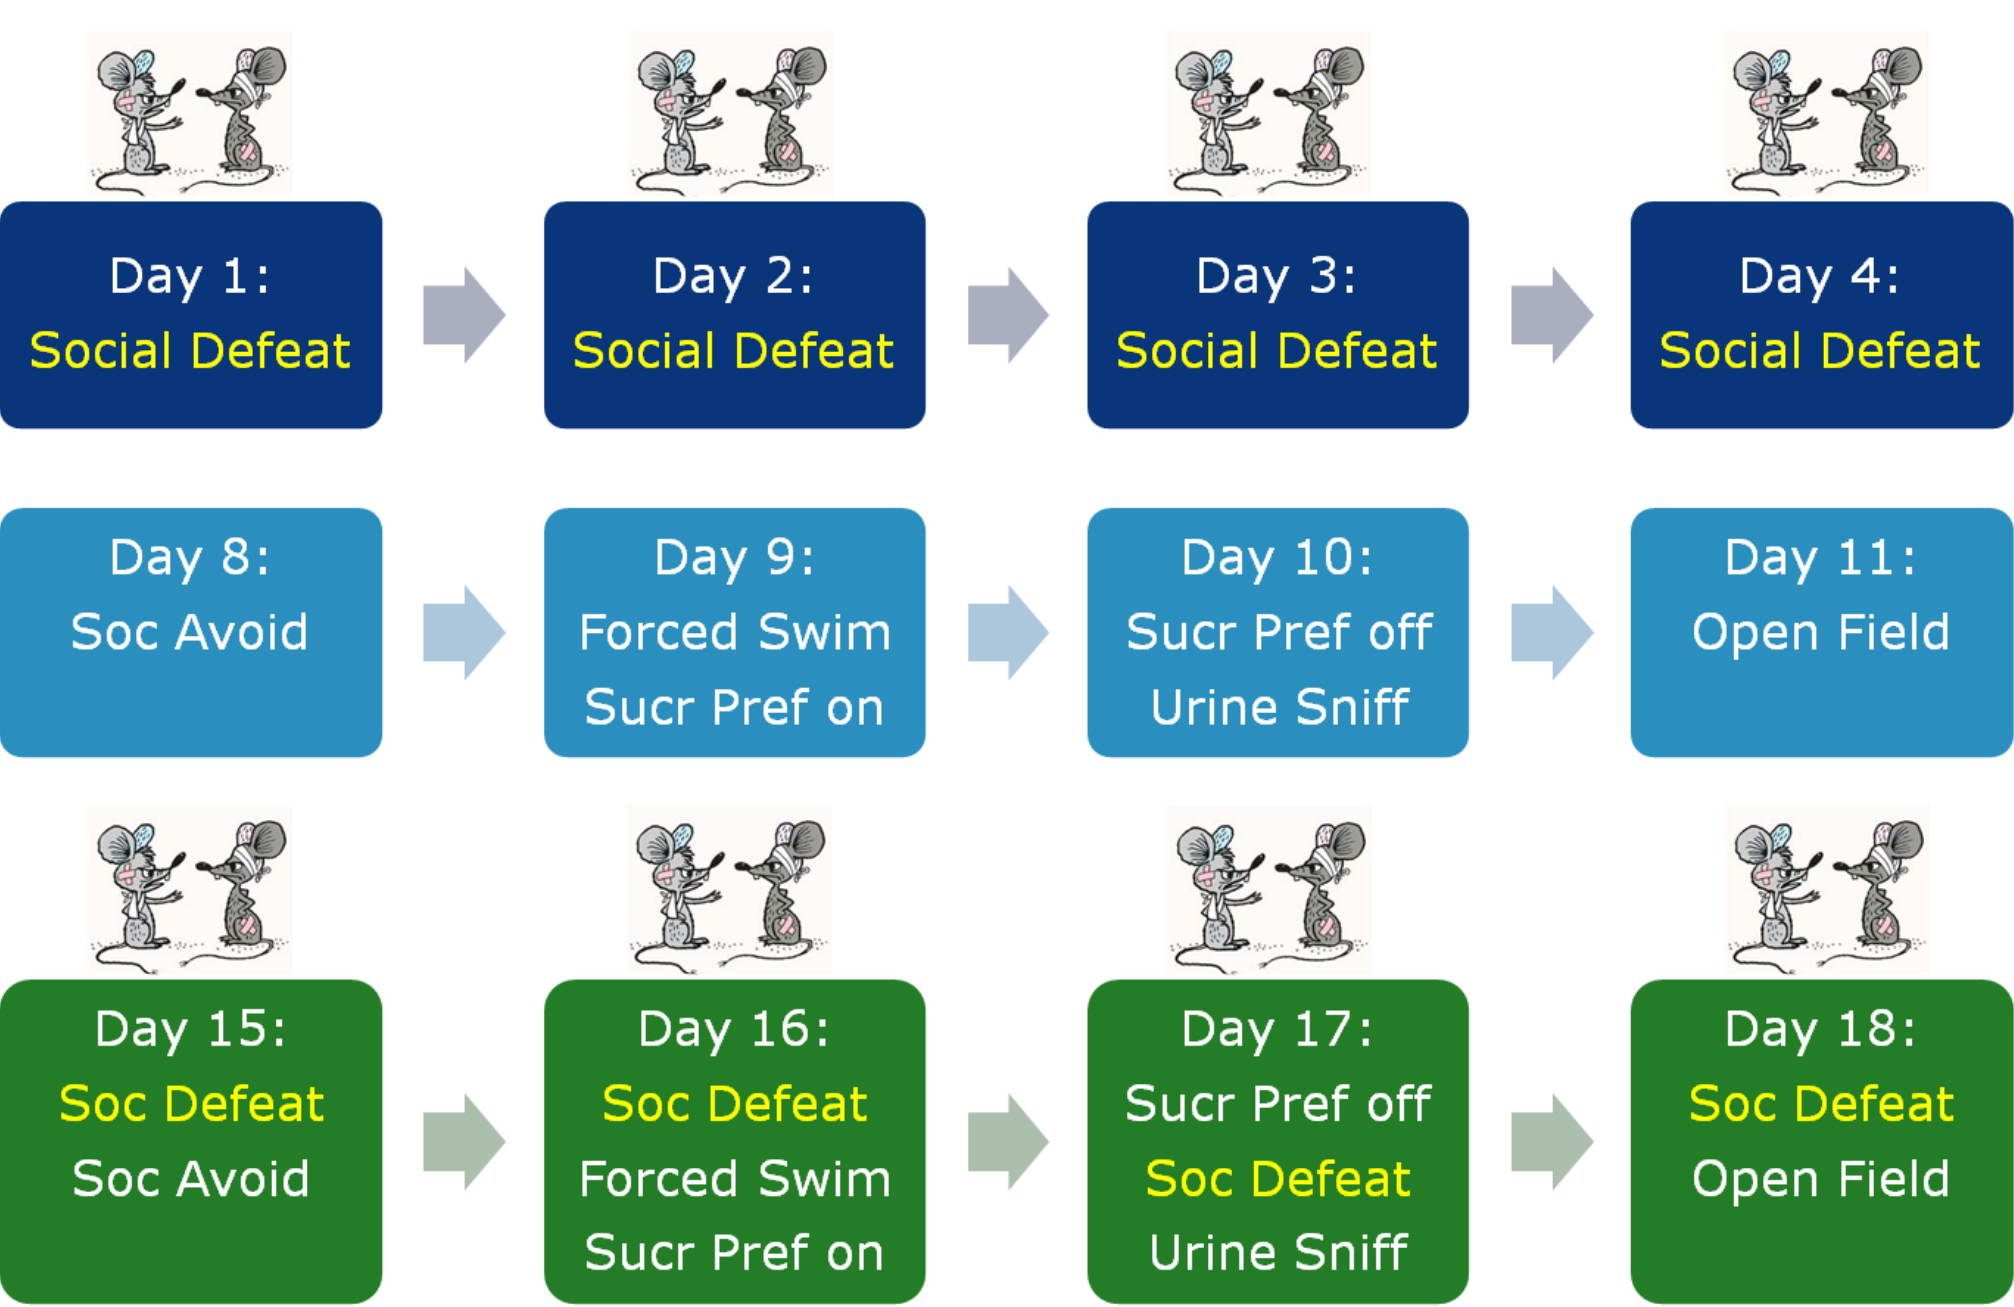 Day 1:
Social Defeat
Day 2:
Social Defeat
Day 3:
Social Defeat
Day 4:
Social Defeat
Day 8:
Soc Avoid
Day 9:
Forced Swim
Sucr Pref on
Day 10:
Sucr Pref off
Urine Sniff
Day 11:
Open Field
Day 15:
Soc Defeat
Soc Avoid
Day 16:
Soc Defeat
Forced Swim
Sucr Pref on
Day 17:
Sucr Pref off
Soc Defeat
Urine Sniff
Day 18:
Soc Defeat
Open Field